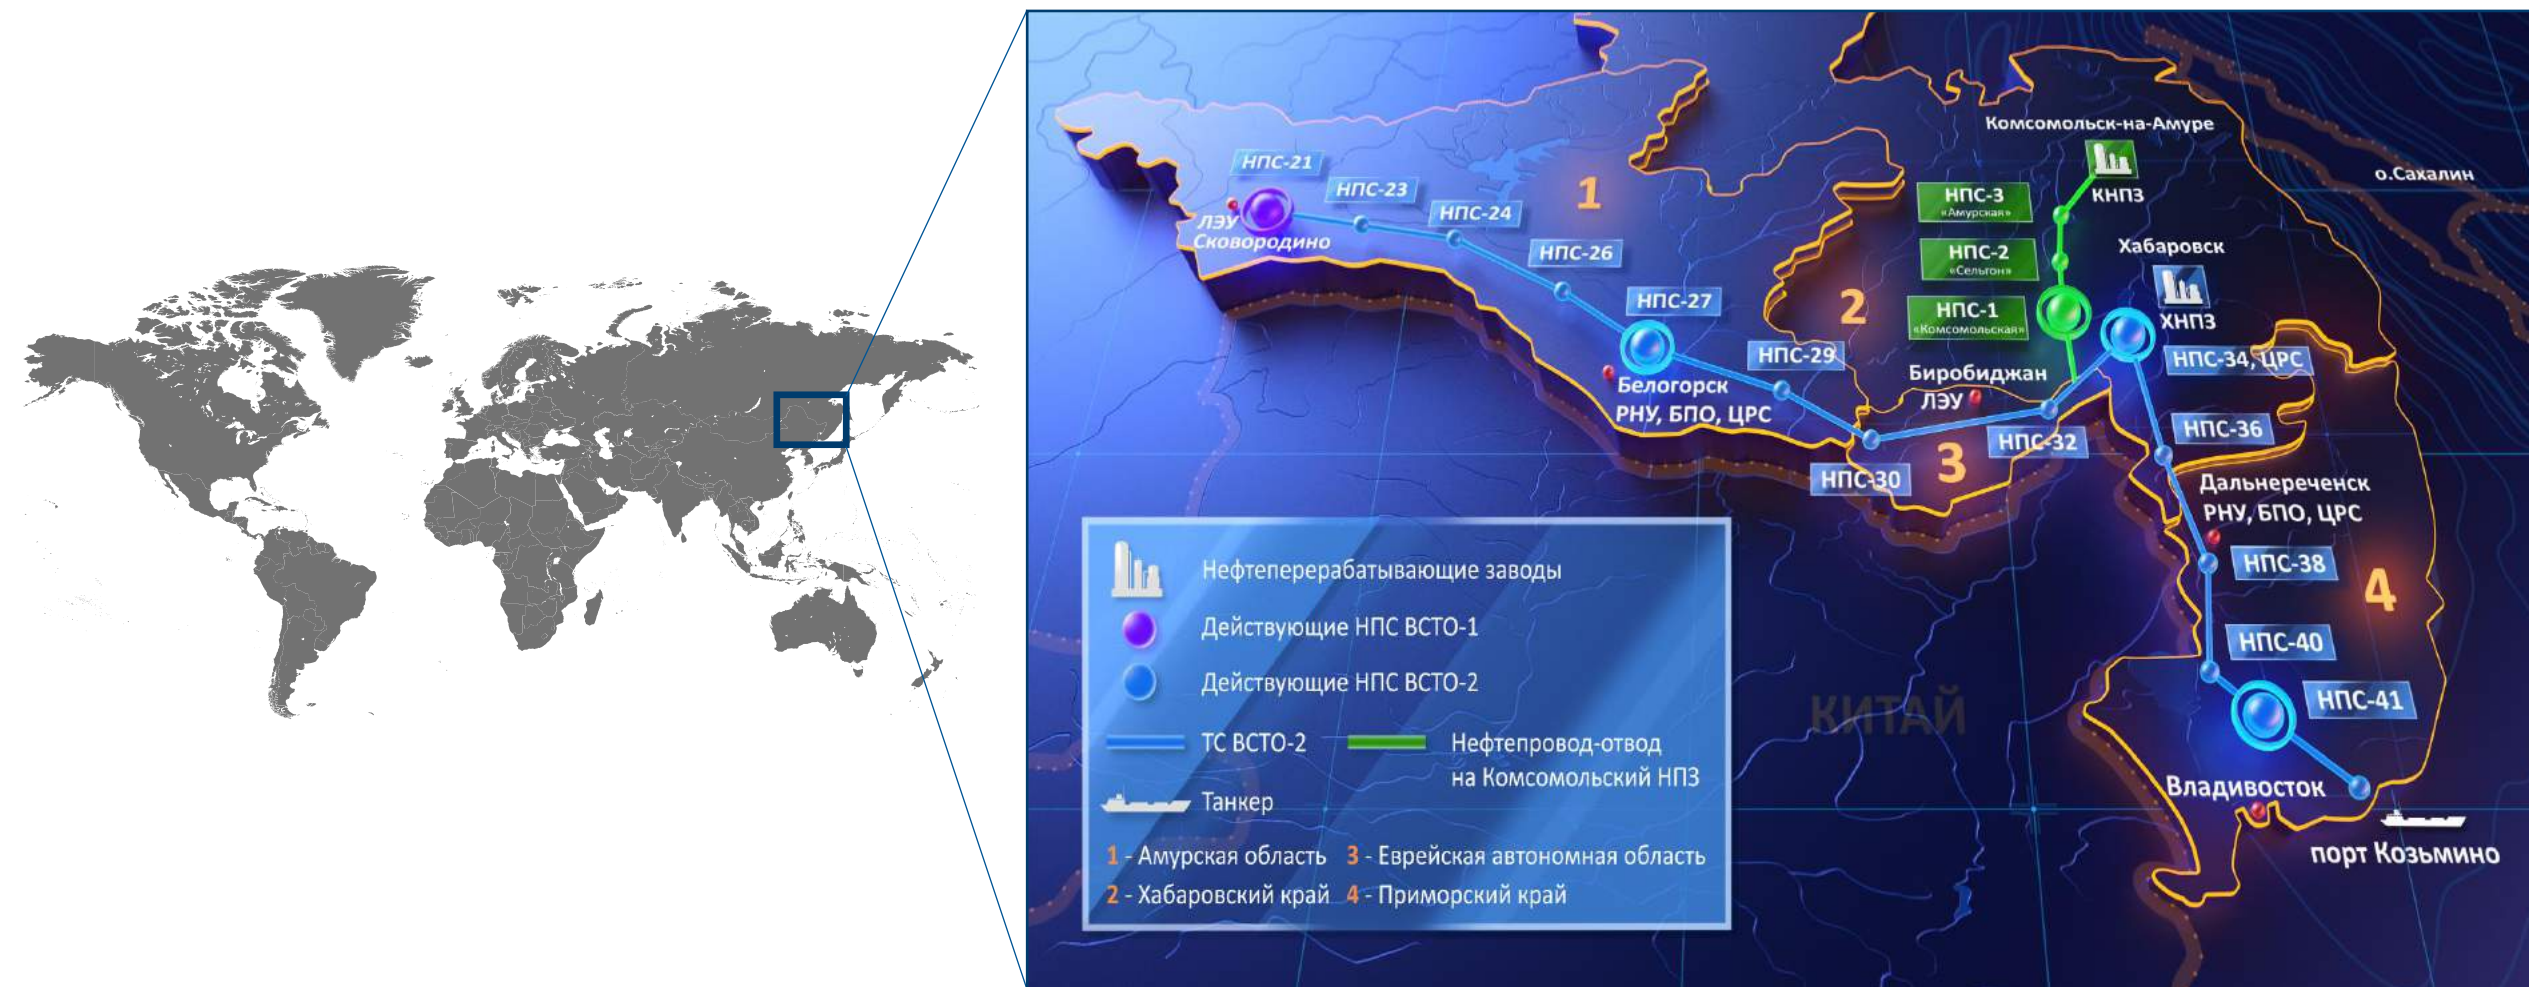 Комсомольск-на-Амуре
о.Сахалин
НПС-21
НПС-23
НПС-24
НПС-26
1
ЛЭУ
Сковородино
НПС-3
«Амурская»
КНПЗ
НПС-2
«Сельгон»
Хабаровск
НПС-27
2
НПС-1
«Комсомольская»
ХНПЗ
НПС-29
НПС-34, ЦРС
Белогорск
РНУ, БПО, ЦРС
Биробиджан
ЛЭУ
НПС-36
НПС-32
НПС-30
3
Дальнереченск
РНУ, БПО, ЦРС
НПС-38
4
НПС-40
НПС-41
КИТАЙ
Владивосток
порт Козьмино
Нефтеперерабатывающие заводы
Действующие НПС ВСТО-1
Действующие НПС ВСТО-2
ТС ВСТО-2
Нефтепровод-отвод
на Комсомольский НПЗ
Танкер
1 - Амурская область
3 - Еврейская автономная область
2 - Хабаровский край
4 - Приморский край